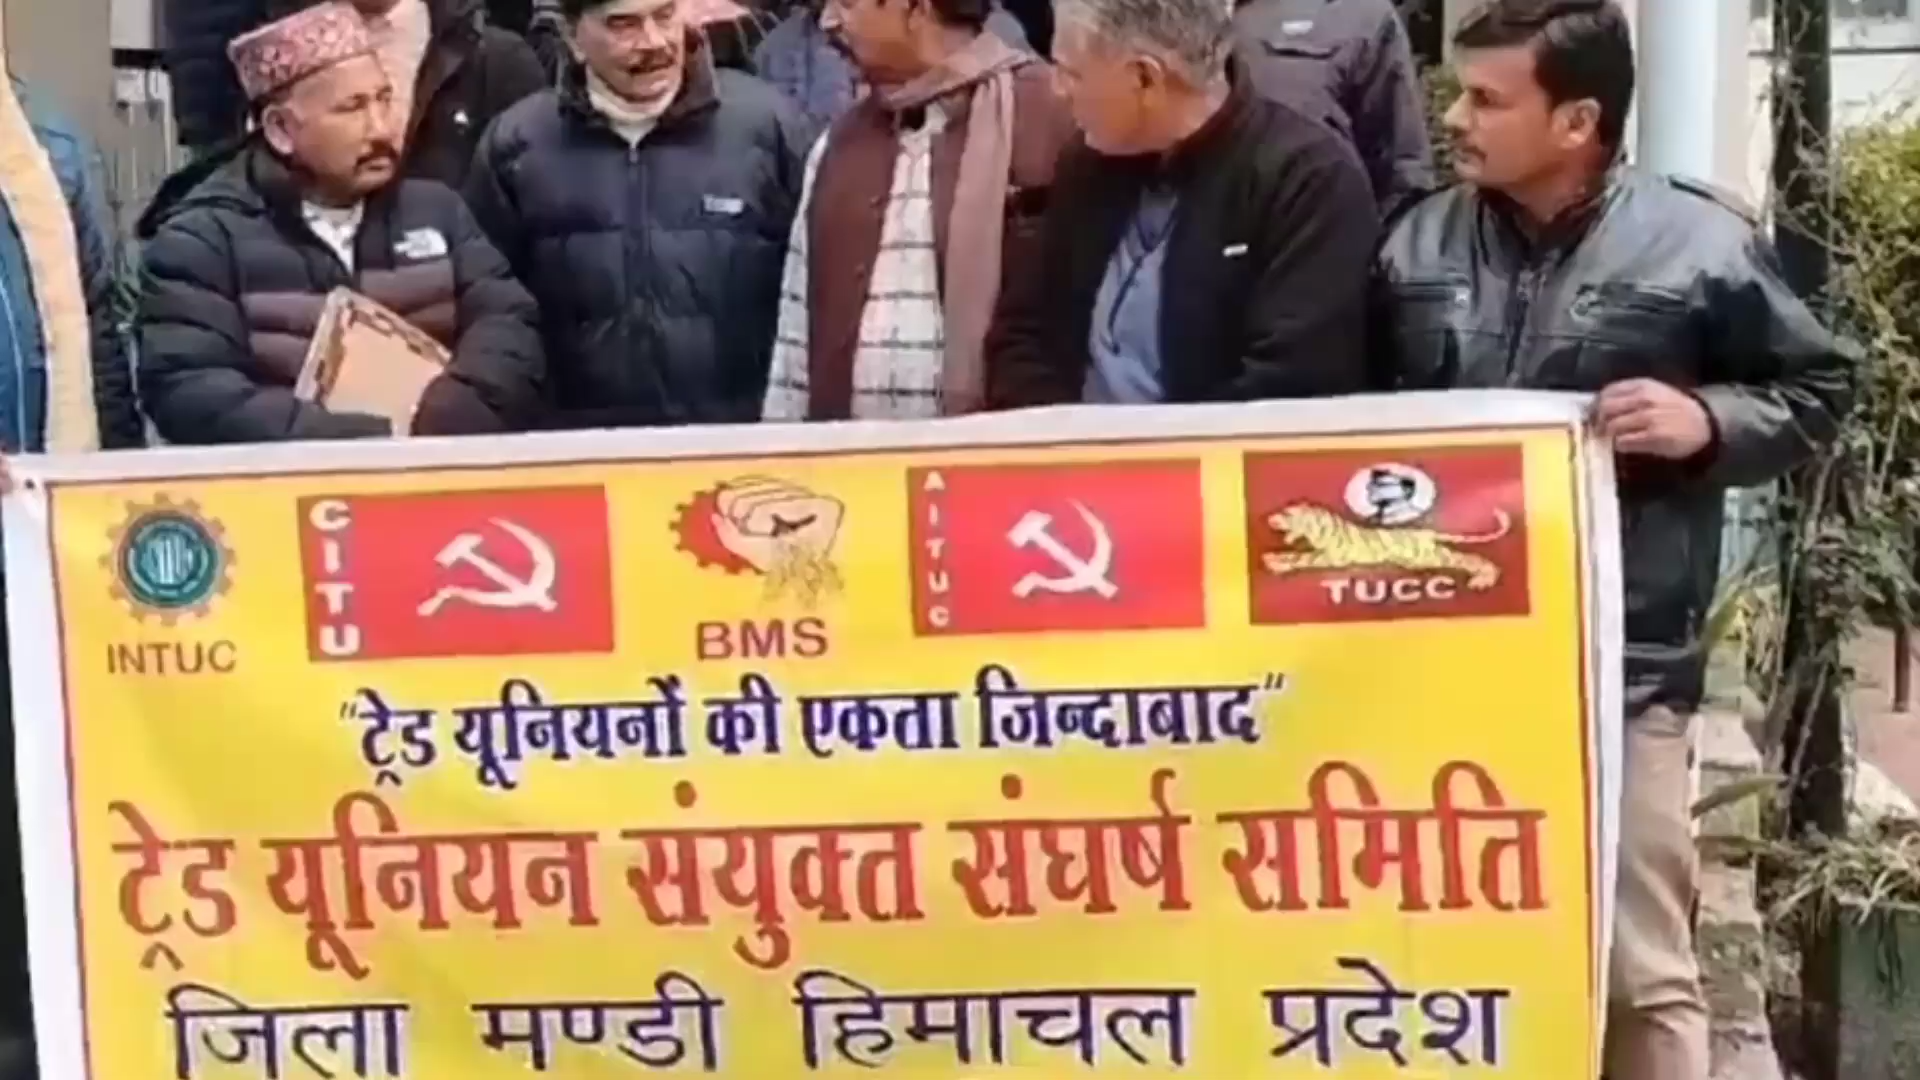 INTUC
CITU
BMS
AITUC
TUCC
"ट्रेड यूनियनों की एकता जिन्दाबाद"
ट्रेड यूनियन संयुक्त संघर्ष समिति
जिला मण्डी हिमाचल प्रदेश